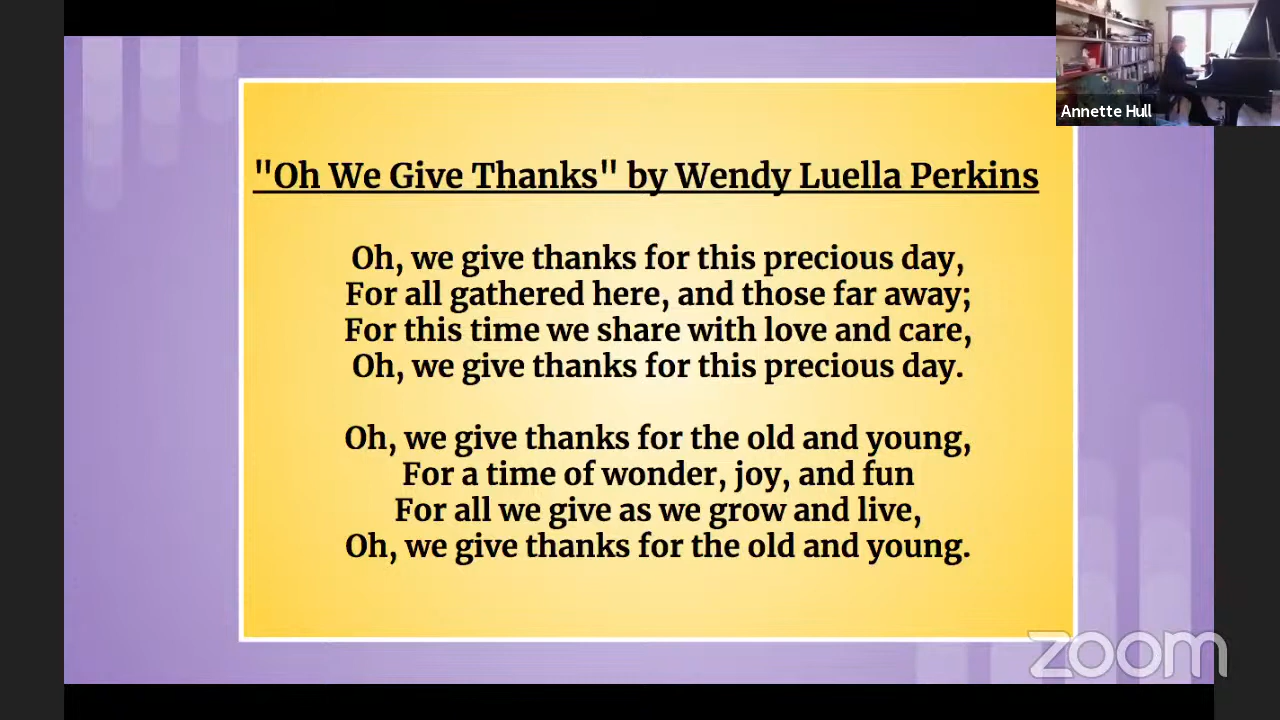 "Oh We Give Thanks" by Wendy Luella Perkins
Oh, we give thanks for this precious day,
For all gathered here, and those far away;
For this time we share with love and care,
Oh, we give thanks for this precious day.
Oh, we give thanks for the old and young,
For a time of wonder, joy, and fun
For all we give as we grow and live,
Oh, we give thanks for the old and young.
Annette Hull
zoom